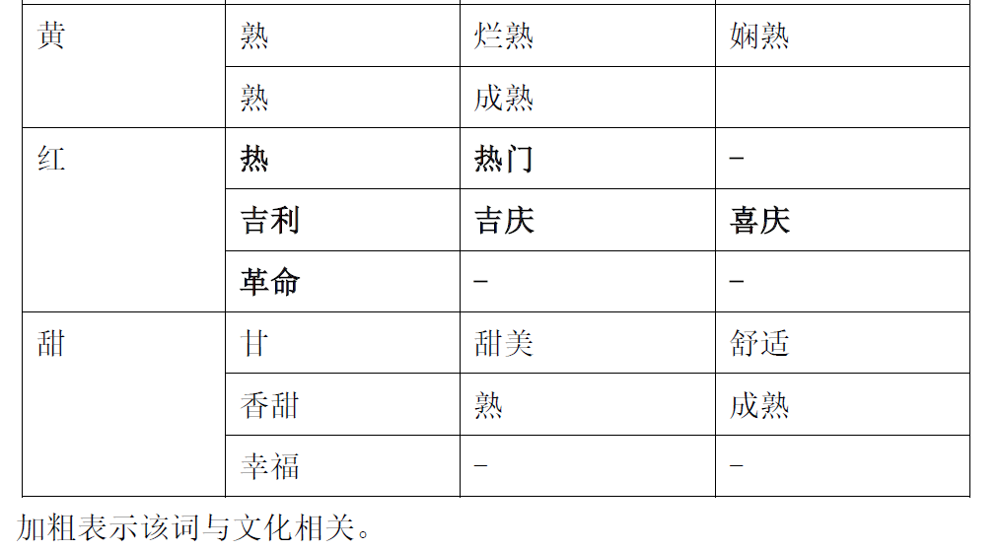 黄 熟 烂熟 娴熟
熟 成熟
红 热 热门 –
吉利 吉庆 喜庆
革命 – –
甜 甘 甜美 舒适
香甜 熟 成熟
幸福 – –
加粗表示该词与文化相关。